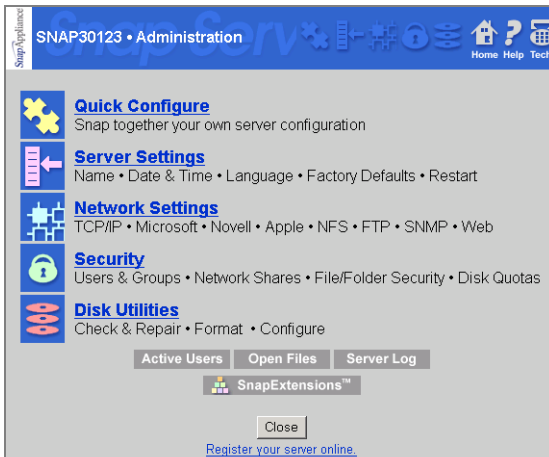 SnapAppliance
SNAP30123 • Administration
Snap Serv
Home Help Tech
Quick Configure
Snap together your own server configuration
Server Settings
Name • Date & Time • Language • Factory Defaults • Restart
Network Settings
TCP/IP • Microsoft • Novell • Apple • NFS • FTP • SNMP • Web
Security
Users & Groups • Network Shares • File/Folder Security • Disk Quotas
Disk Utilities
Check & Repair • Format • Configure
Active Users Open Files Server Log
SnapExtensions™
Close
Register your server online.